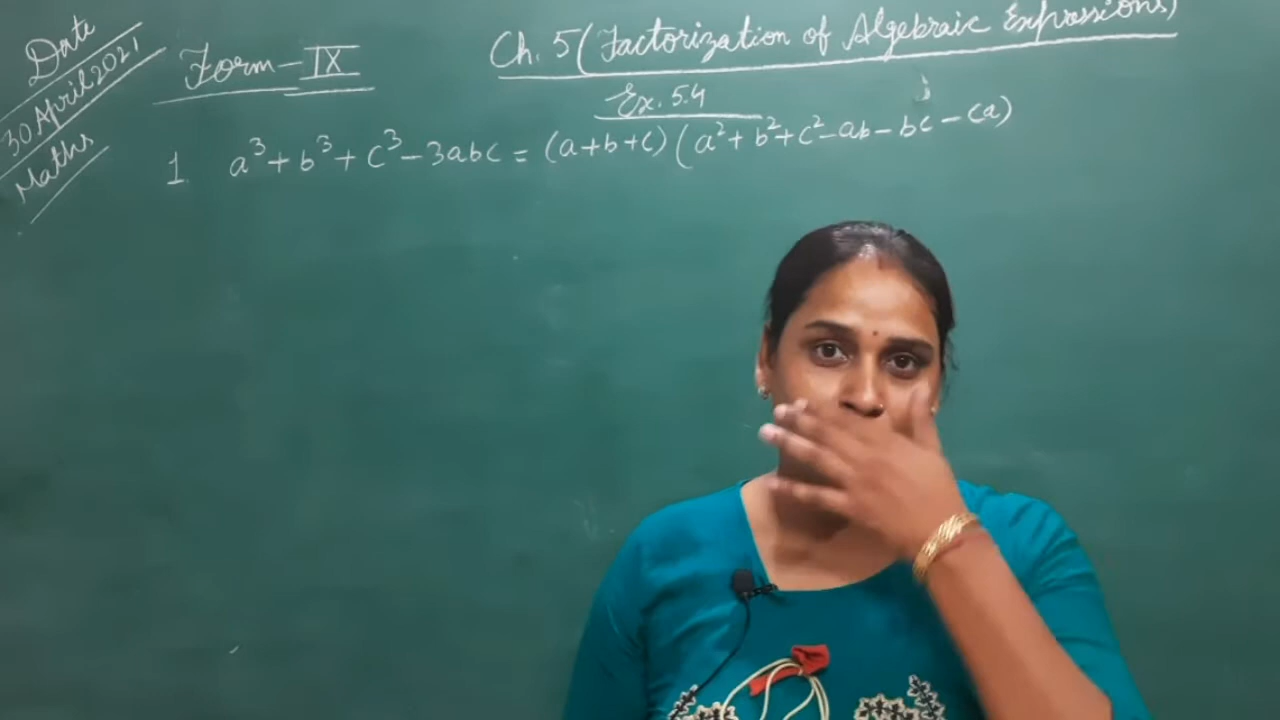 Date
30 April 2021
Maths
Form - IX
Ch. 5 (Factorization of Algebraic Expressions)
Ex. 5.4
1. a³ + b³ + c³ - 3abc = (a+b+c) (a² + b² + c² - ab - bc - ca)